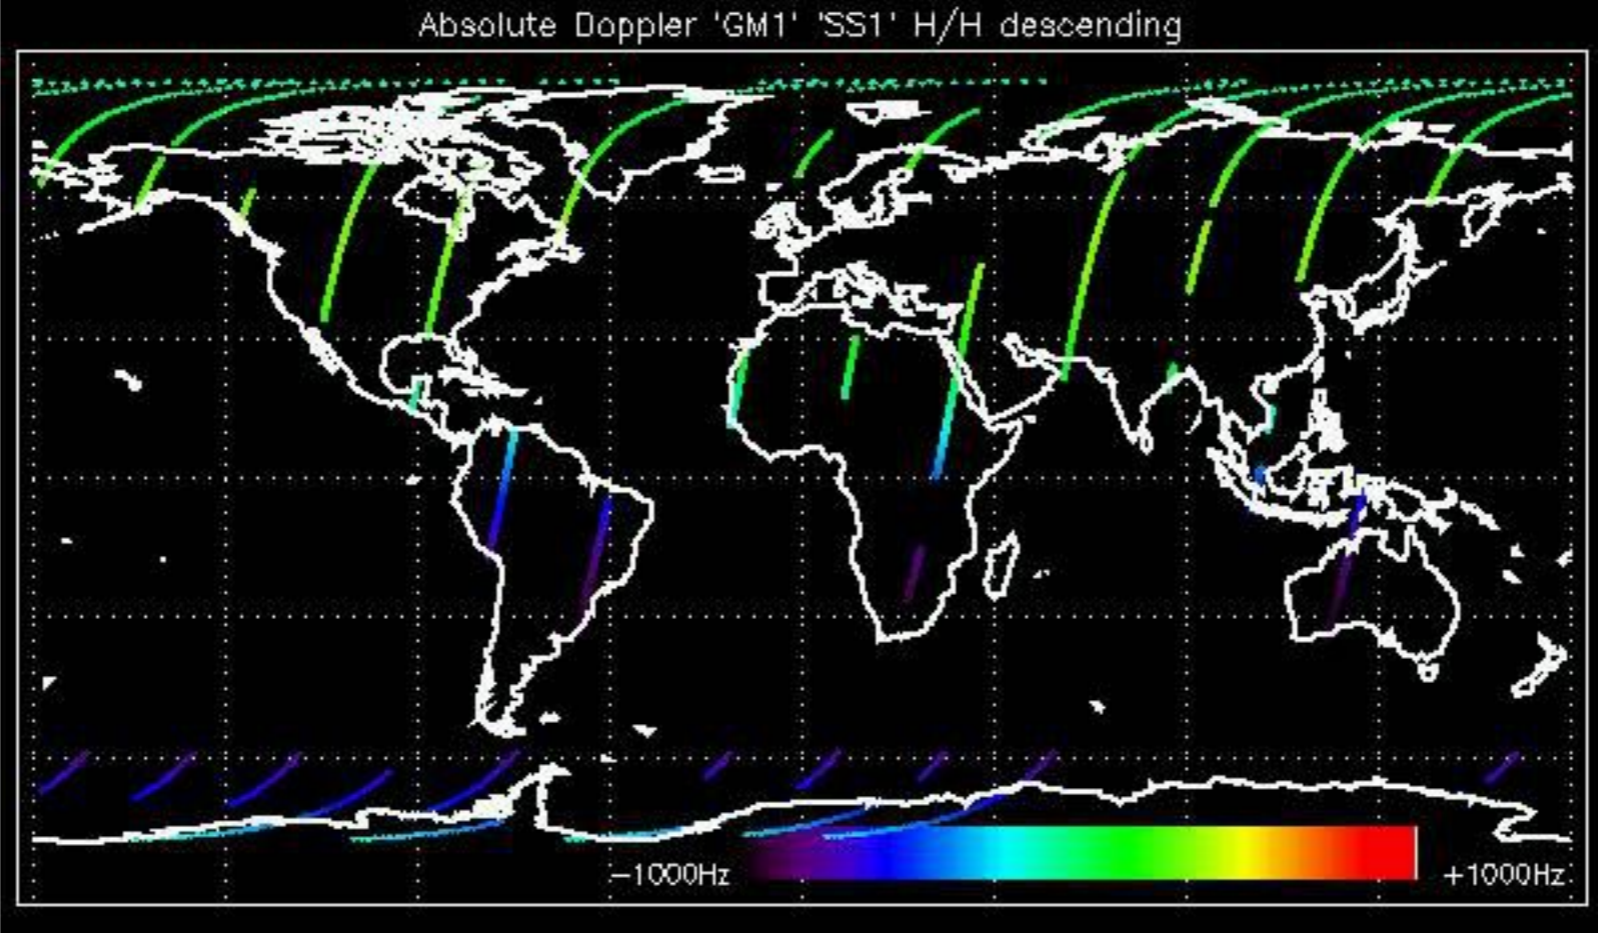 Absolute Doppler 'GM1' 'SS1' H/H descending
-1000Hz +1000Hz